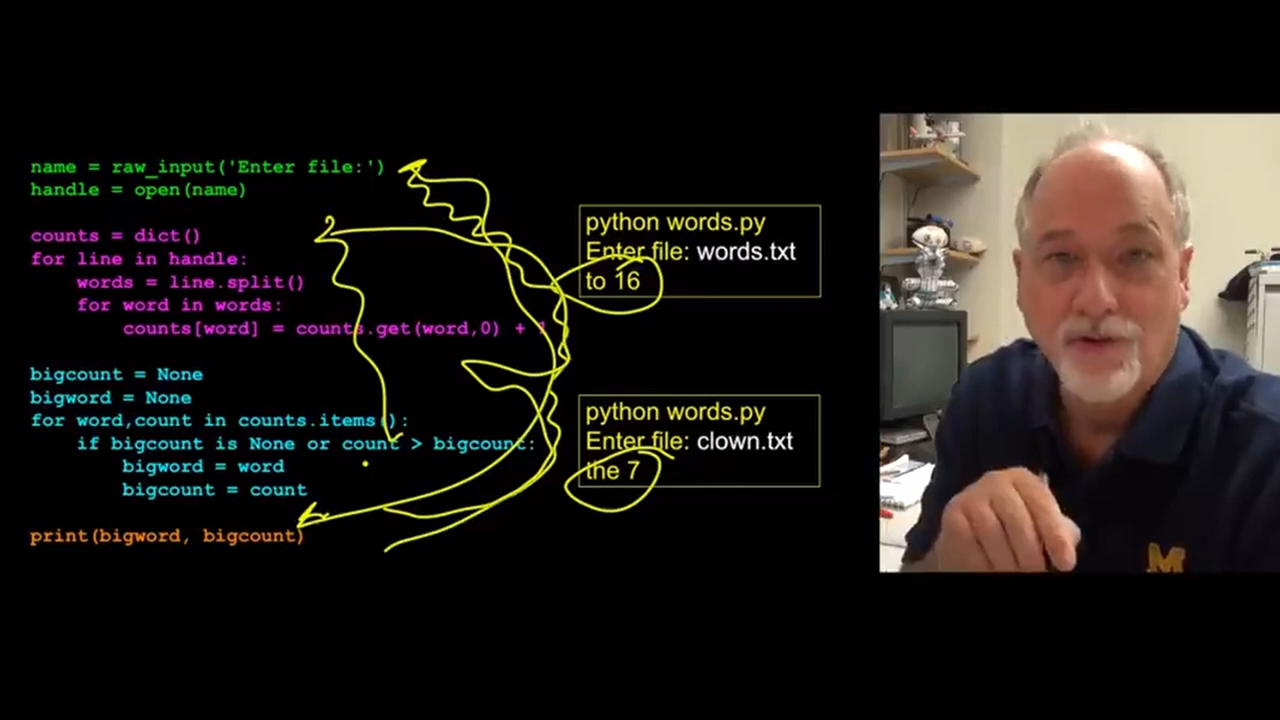 name = raw_input('Enter file:')
handle = open(name)
counts = dict()
for line in handle:
    words = line.split()
    for word in words:
        counts[word] = counts.get(word,0) + 1
bigcount = None
bigword = None
for word,count in counts.items():
    if bigcount is None or count > bigcount:
        bigword = word
        bigcount = count
print(bigword, bigcount)
python words.py
Enter file: words.txt
to 16
python words.py
Enter file: clown.txt
the 7
M